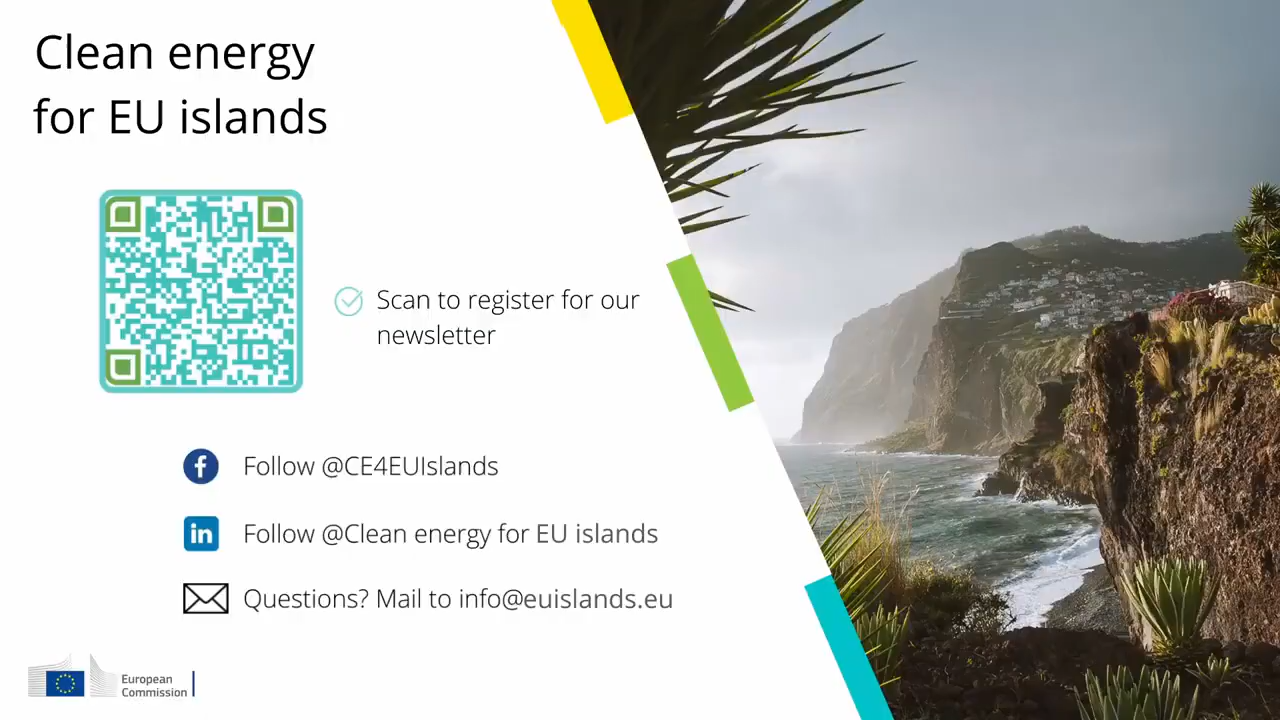 Clean energy
for EU islands
Scan to register for our
newsletter
Follow @CE4EUIslands
in
Follow @Clean energy for EU islands
Questions? Mail to info@euislands.eu
European
Commission